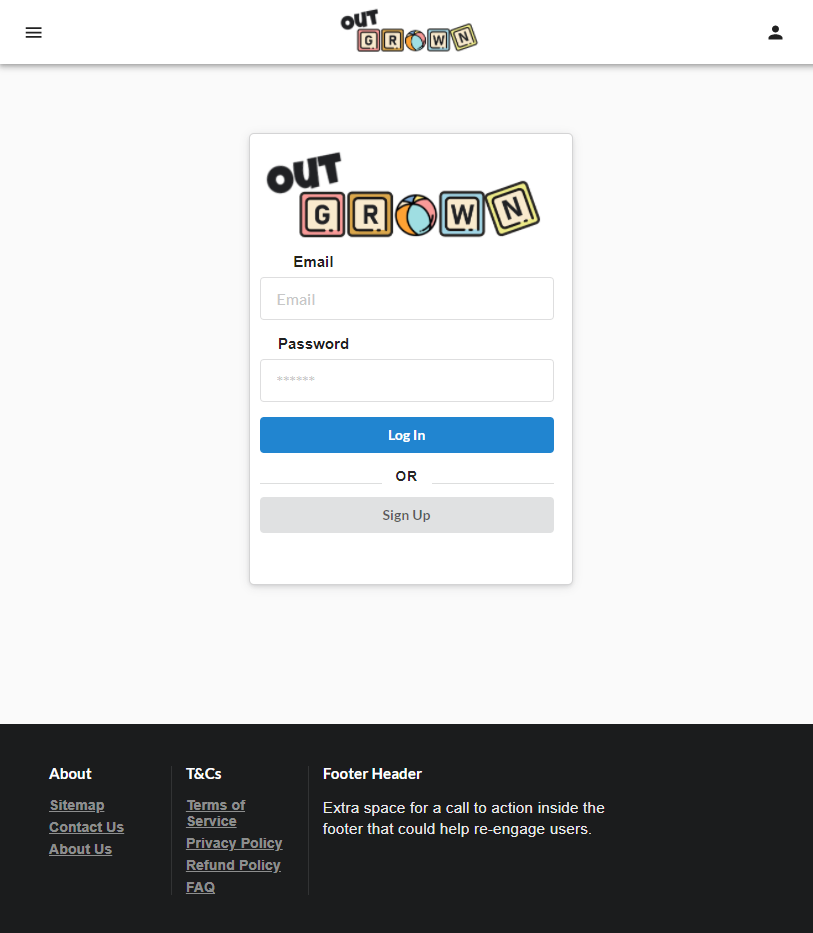 OUT
GROWN
OUT
GROWN
Email
Email
Password
******
Log In
OR
Sign Up
About
Sitemap
Contact Us
About Us
T&Cs
Terms of
Service
Privacy Policy
Refund Policy
FAQ
Footer Header
Extra space for a call to action inside the
footer that could help re-engage users.